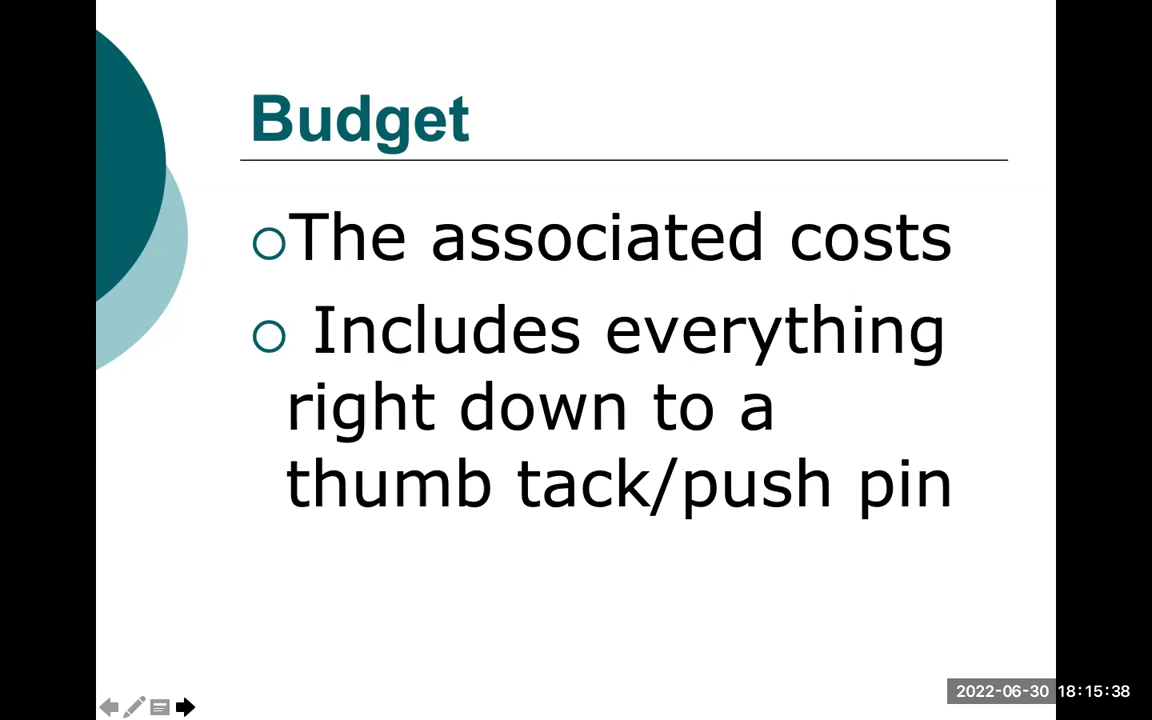 Budget
The associated costs
Includes everything
right down to a
thumb tack/push pin
2022-06-30 18:15:38